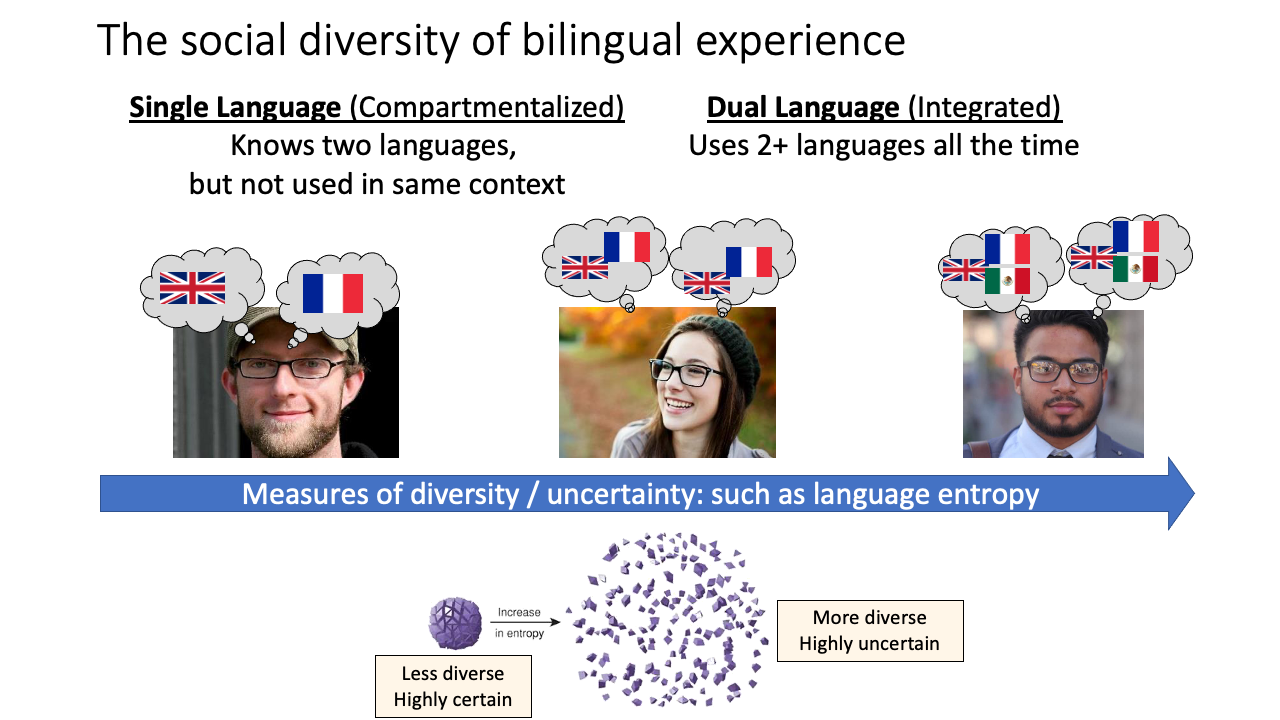 The social diversity of bilingual experience
Single Language (Compartmentalized)
Knows two languages,
but not used in same context
Dual Language (Integrated)
Uses 2+ languages all the time
Measures of diversity / uncertainty: such as language entropy
Increase
in entropy
Less diverse
Highly certain
More diverse
Highly uncertain